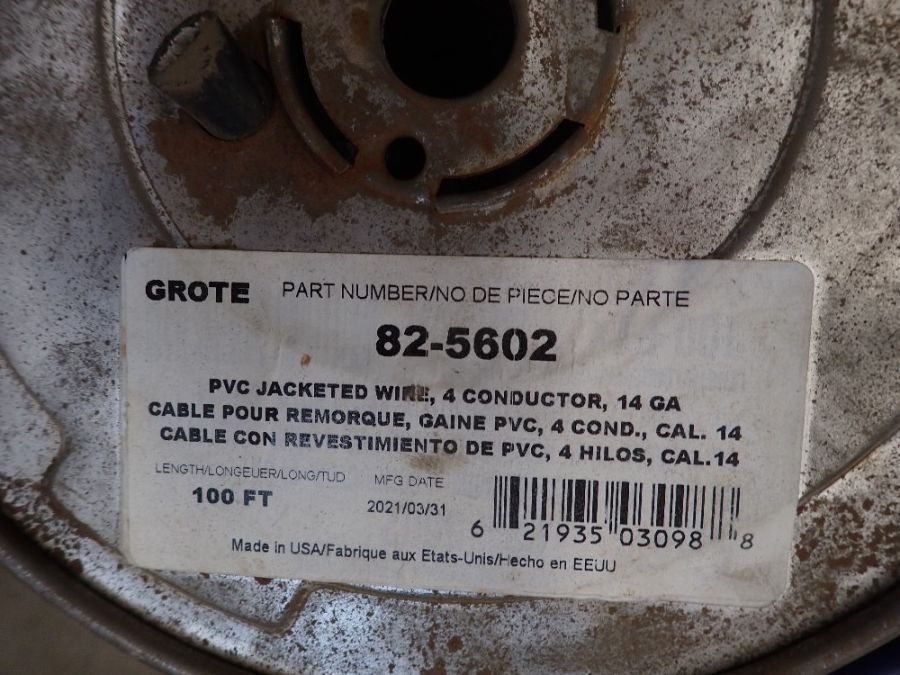 GROTE PART NUMBER/NO DE PIECE/NO PARTE
82-5602
PVC JACKETED WIRE, 4 CONDUCTOR, 14 GA
CABLE POUR REMORQUE, GAINE PVC, 4 COND., CAL. 14
CABLE CON REVESTIMIENTO DE PVC, 4 HILOS, CAL.14
LENGTH/LONGEUER/LONG/TUD MFG DATE
100 FT 2021/03/31
6 21935 03098 8
Made in USA/Fabrique aux Etats-Unis/Hecho en EEUU